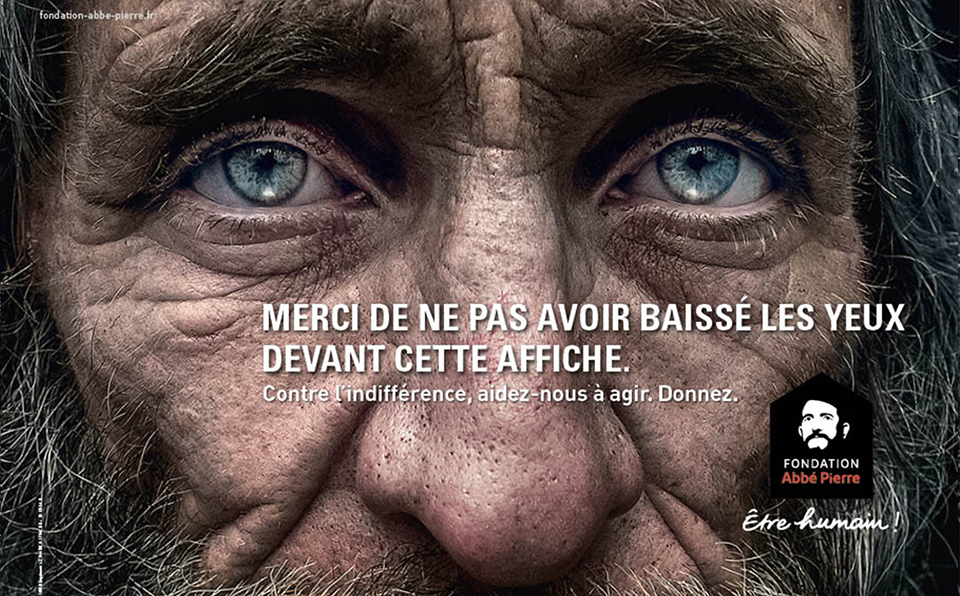 fondation-abbe-pierre.fr
MERCI DE NE PAS AVOIR BAISSÉ LES YEUX
DEVANT CETTE AFFICHE.
Contre l'indifférence, aidez-nous à agir. Donnez.
FONDATION
Abbé Pierre
Être humain !